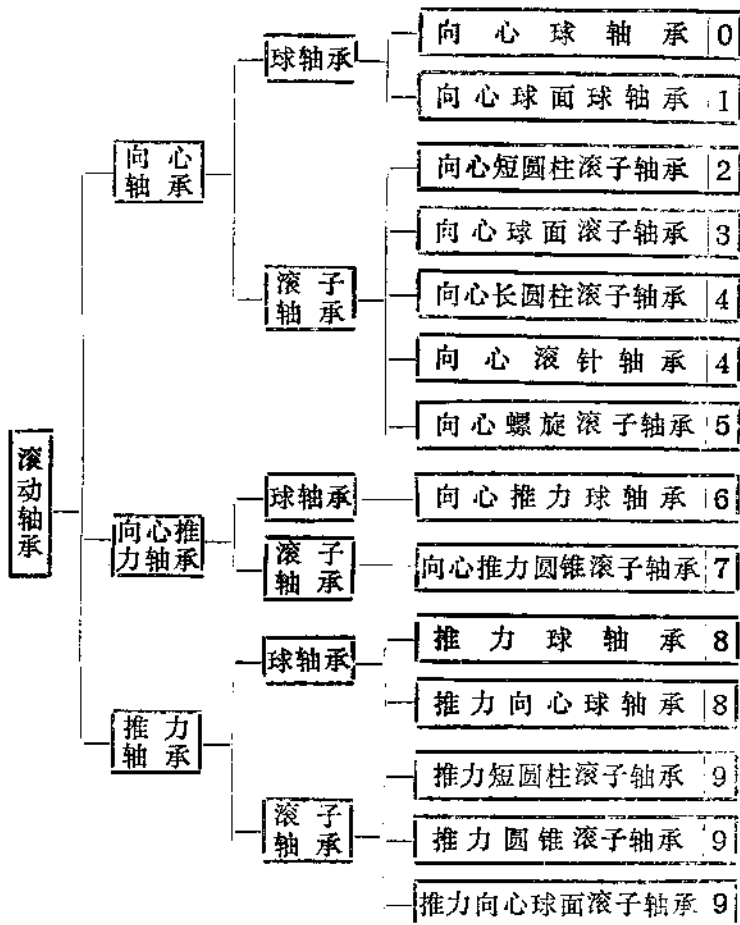 滚动轴承
向心
轴承
球轴承
向心球轴承 0
向心球面球轴承 1
滚子
轴承
向心短圆柱滚子轴承 2
向心球面滚子轴承 3
向心长圆柱滚子轴承 4
向心滚针轴承 4
向心螺旋滚子轴承 5
向心推
力轴承
球轴承
向心推力球轴承 6
滚子
轴承
向心推力圆锥滚子轴承 7
推力
轴承
球轴承
推力球轴承 8
推力向心球轴承 8
滚子
轴承
推力短圆柱滚子轴承 9
推力圆锥滚子轴承 9
推力向心球面滚子轴承 9